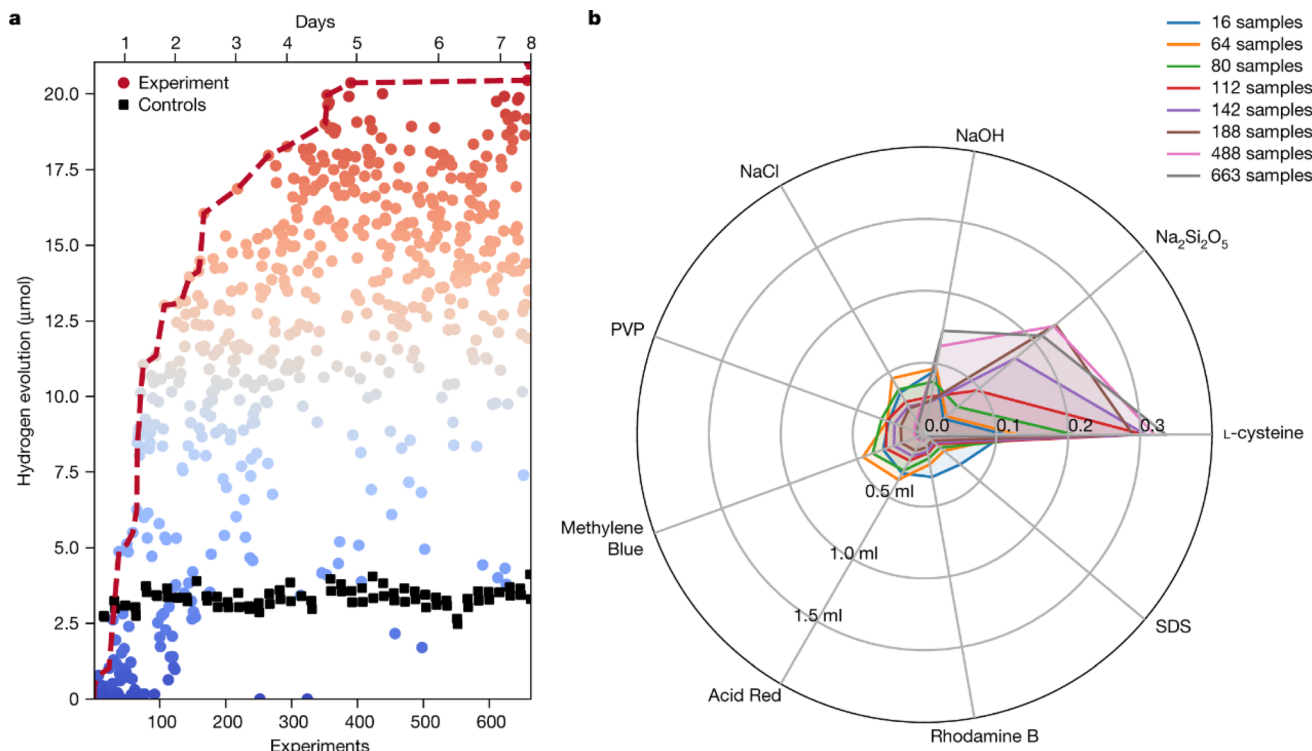 a
Days
1 2 3 4 5 6 7 8
Experiment
Controls
20.0
17.5
15.0
12.5
10.0
7.5
5.0
2.5
0
Hydrogen evolution (μmol)
100 200 300 400 500 600
Experiments
b
16 samples
64 samples
80 samples
112 samples
142 samples
188 samples
488 samples
663 samples
NaOH
NaCl
Na₂Si₂O₅
PVP
0.0 0.1 0.2 0.3
L-cysteine
0.5 ml
Methylene
Blue
1.0 ml
1.5 ml
SDS
Acid Red
Rhodamine B